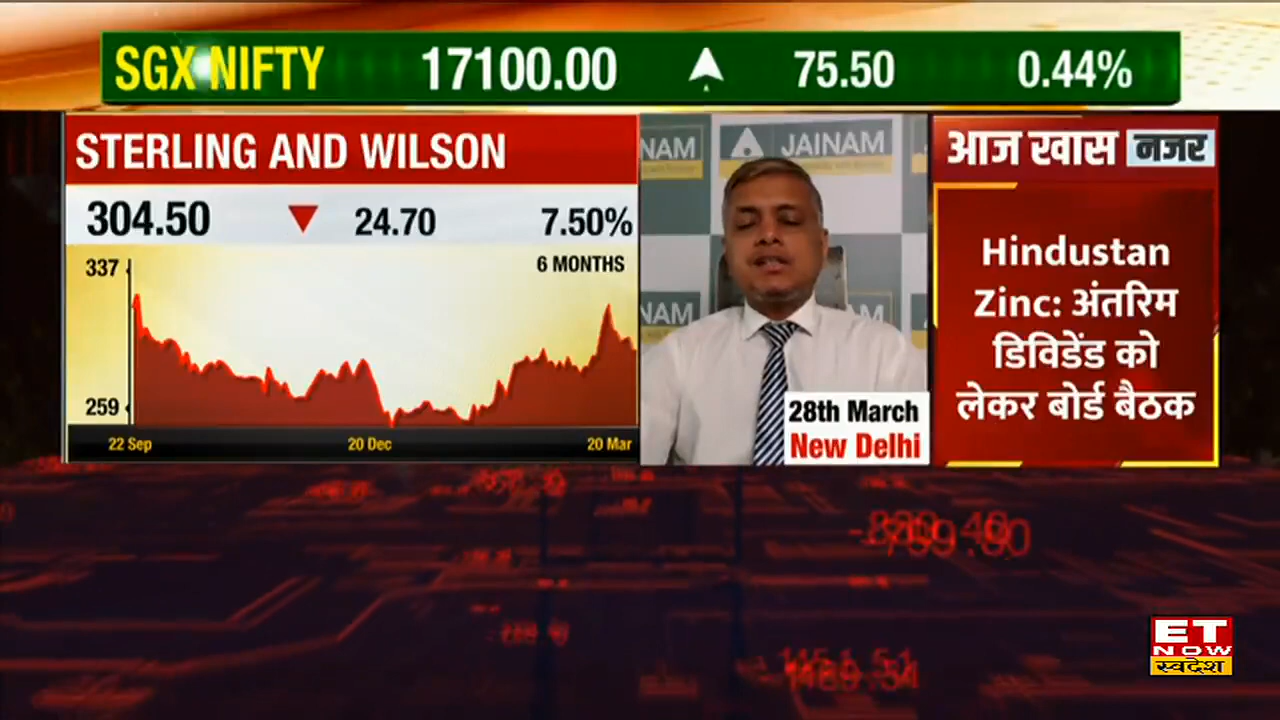 SGX NIFTY 17100.00 75.50 0.44%
STERLING AND WILSON
304.50 24.70 7.50%
337
6 MONTHS
259
22 Sep 20 Dec 20 Mar
NAM JAINAM
NAM
28th March
New Delhi
आज खास नजर
Hindustan
Zinc: अंतरिम
डिविडेंड को
लेकर बोर्ड बैठक
ET
NOW
स्वदेश